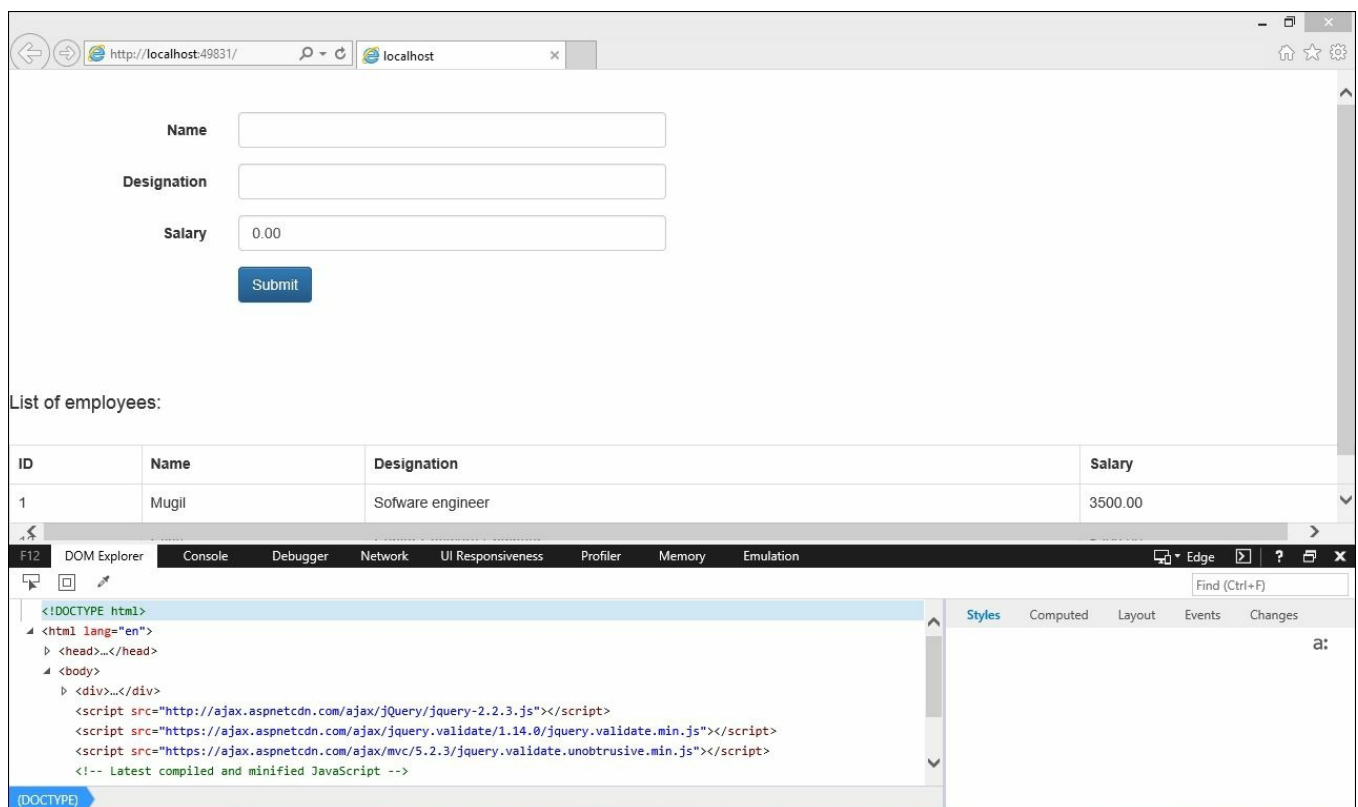 http://localhost:49831/ localhost
Name
Designation
Salary 0.00
Submit
List of employees:
ID Name Designation Salary
1 Mugil Sofware engineer 3500.00
F12 DOM Explorer Console Debugger Network UI Responsiveness Profiler Memory Emulation Edge ?
Find (Ctrl+F)
<!DOCTYPE html>
Styles Computed Layout Events Changes
<html lang="en">
<head>…</head>
a:
<body>
<div>…</div>
<script src="http://ajax.aspnetcdn.com/ajax/jQuery/jquery-2.2.3.js"></script>
<script src="https://ajax.aspnetcdn.com/ajax/jquery.validate/1.14.0/jquery.validate.min.js"></script>
<script src="https://ajax.aspnetcdn.com/ajax/mvc/5.2.3/jquery.validate.unobtrusive.min.js"></script>
<!-- Latest compiled and minified JavaScript -->
(DOCTYPE)